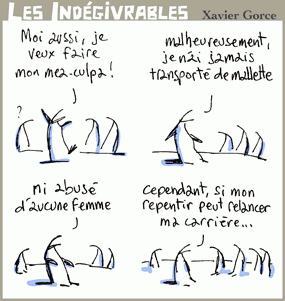 LES INDÉGIVRABLES
Xavier Gorce
Moi aussi, je
veux faire
mon mea-culpa !
?
malheureusement,
je n'ai jamais
transporté de mallette
ni abusé
d'aucune femme
cependant, si mon
repentir peut relancer
ma carrière...